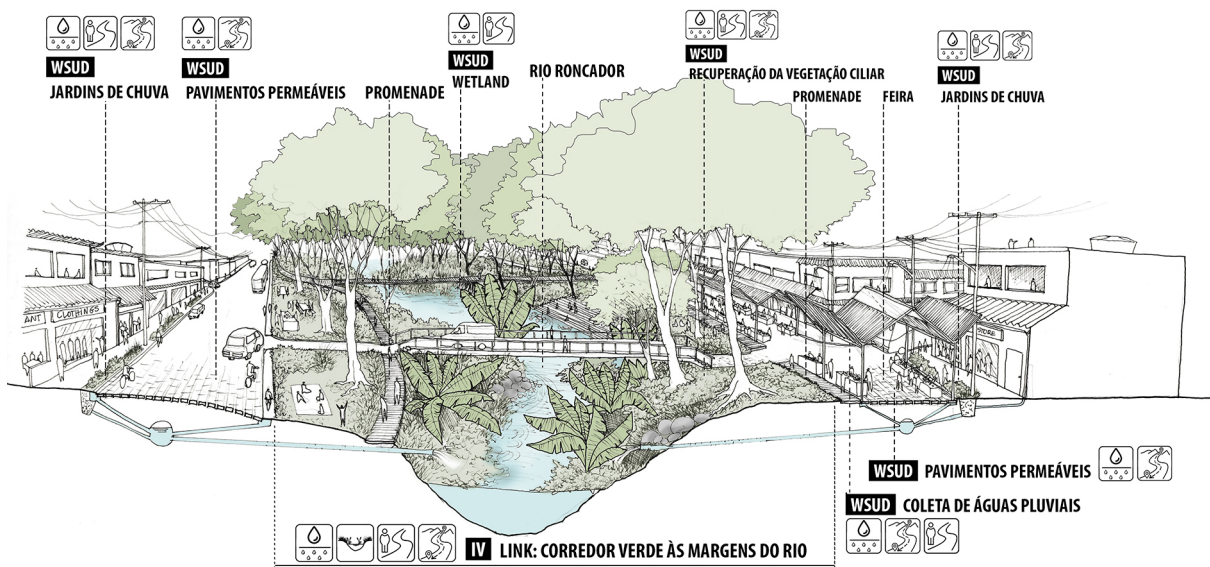 WSUD
JARDINS DE CHUVA
WSUD
PAVIMENTOS PERMEÁVEIS
PROMENADE
WSUD
WETLAND
RIO RONCADOR
WSUD
RECUPERAÇÃO DA VEGETAÇÃO CILIAR
PROMENADE
FEIRA
WSUD
JARDINS DE CHUVA
ANT
CLOTHINGS
WSUD PAVIMENTOS PERMEÁVEIS
WSUD COLETA DE ÁGUAS PLUVIAIS
IV LINK: CORREDOR VERDE ÀS MARGENS DO RIO